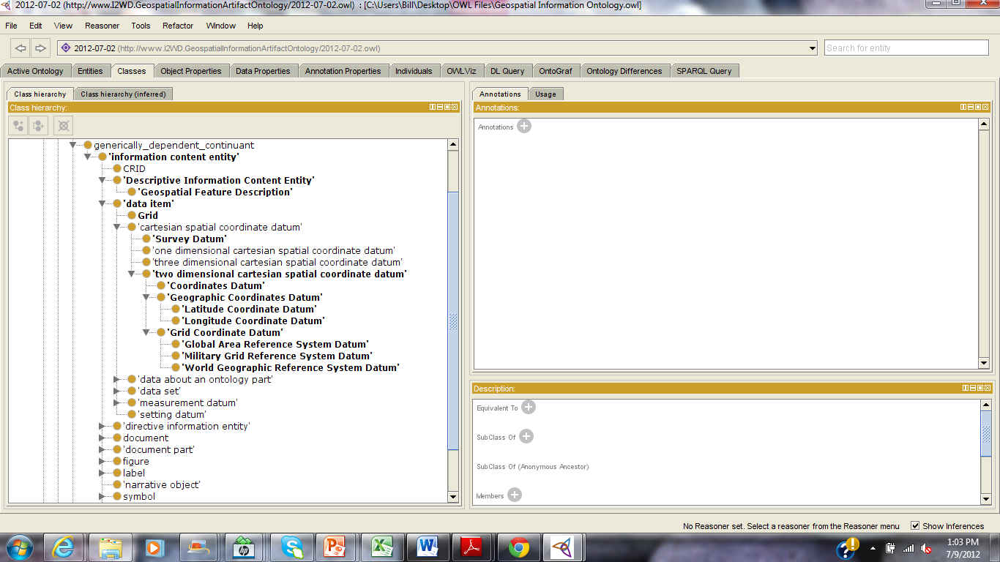 2012-07-02 (http://www.I2WD.GeospatialInformationArtifactOntology/2012-07-02.owl) : [C:\Users\Bill\Desktop\OWL Files\Geospatial Information Ontology.owl]
File Edit View Reasoner Tools Refactor Window Help
2012-07-02 (http://www.I2WD.GeospatialInformationArtifactOntology/2012-07-02.owl) Search for entity
Active Ontology Entities Classes Object Properties Data Properties Annotation Properties Individuals OWLViz DL Query OntoGraf Ontology Differences SPARQL Query
Class hierarchy Class hierarchy (inferred)
Class hierarchy:
generically_dependent_continuant
'information content entity'
CRID
'Descriptive Information Content Entity'
'Geospatial Feature Description'
'data item'
Grid
'cartesian spatial coordinate datum'
'Survey Datum'
'one dimensional cartesian spatial coordinate datum'
'three dimensional cartesian spatial coordinate datum'
'two dimensional cartesian spatial coordinate datum'
'Coordinates Datum'
'Geographic Coordinates Datum'
'Latitude Coordinate Datum'
'Longitude Coordinate Datum'
'Grid Coordinate Datum'
'Global Area Reference System Datum'
'Military Grid Reference System Datum'
'World Geographic Reference System Datum'
'data about an ontology part'
'data set'
'measurement datum'
'setting datum'
'directive information entity'
document
'document part'
figure
label
'narrative object'
symbol
Annotations Usage
Annotations:
Annotations
Description:
Equivalent To
SubClass Of
SubClass Of (Anonymous Ancestor)
Members
No Reasoner set. Select a reasoner from the Reasoner menu Show Inferences
1:03 PM
7/9/2012